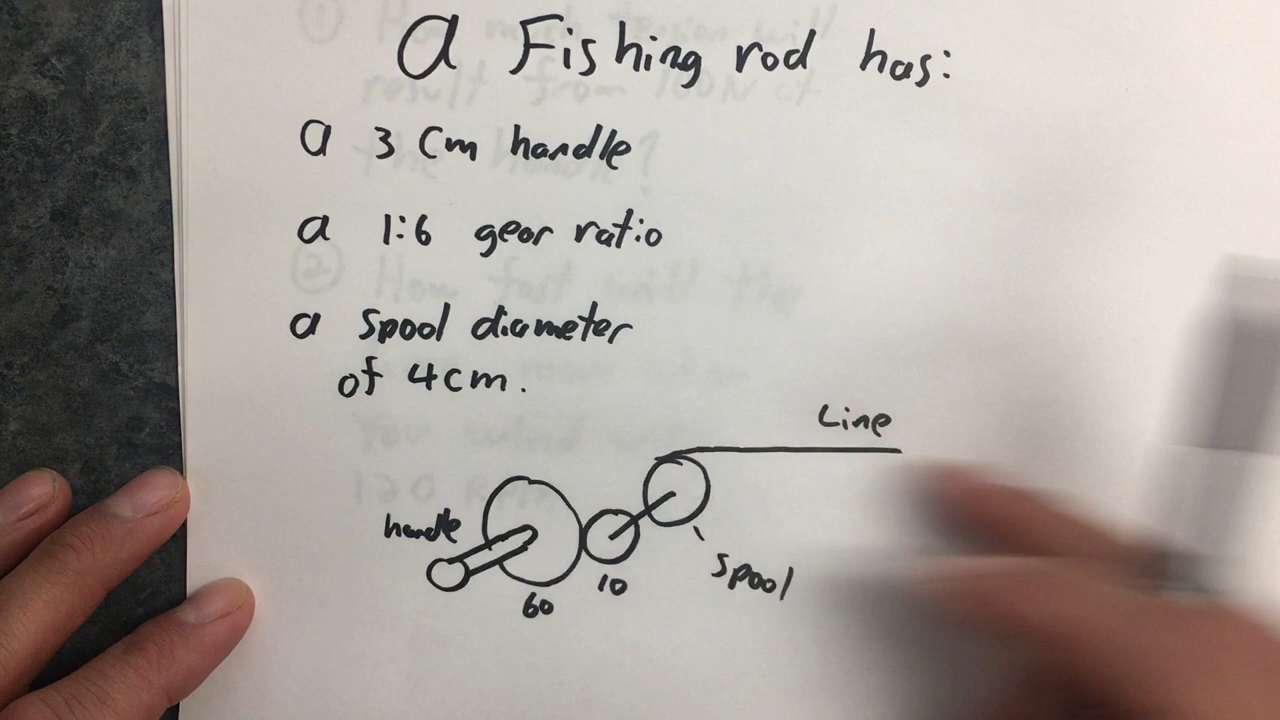 a Fishing rod has:
a 3 cm handle
a 1:6 gear ratio
a spool diameter
of 4cm.
Line
handle
spool
10
60